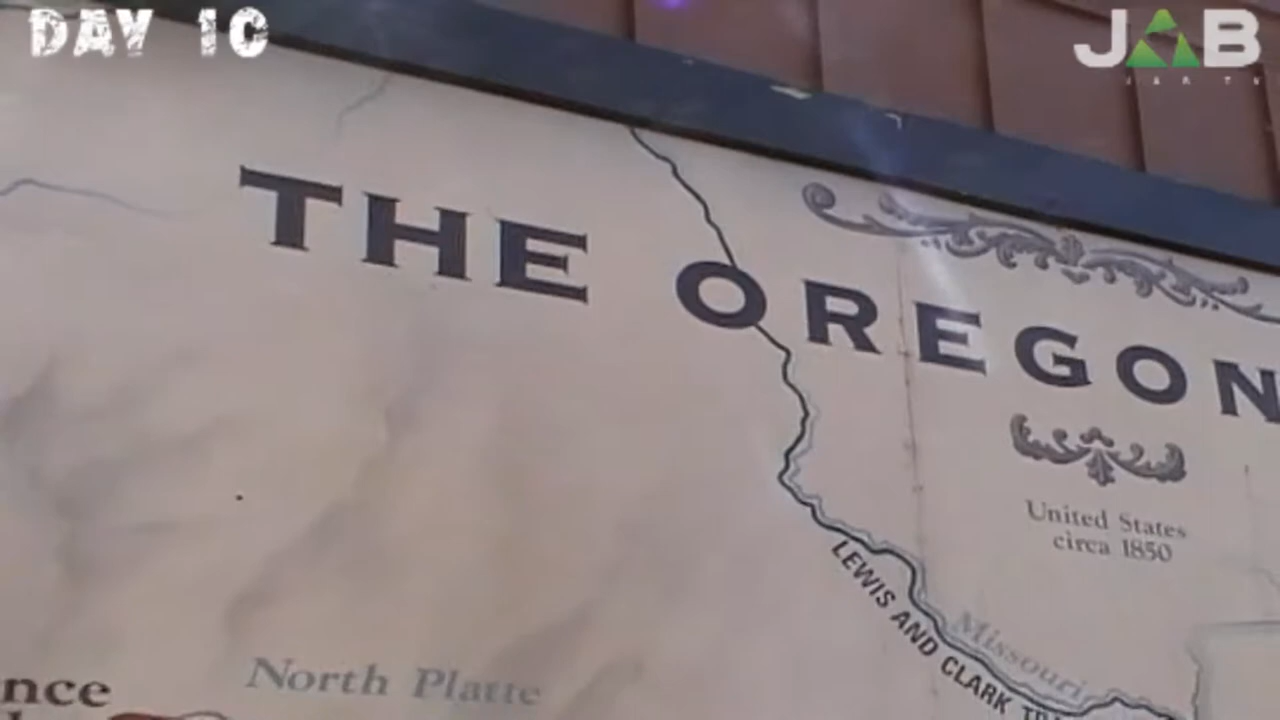 DAY 10
JAB
THE OREGON
United States
circa 1850
LEWIS AND CLARK
Missouri
North Platte
nce